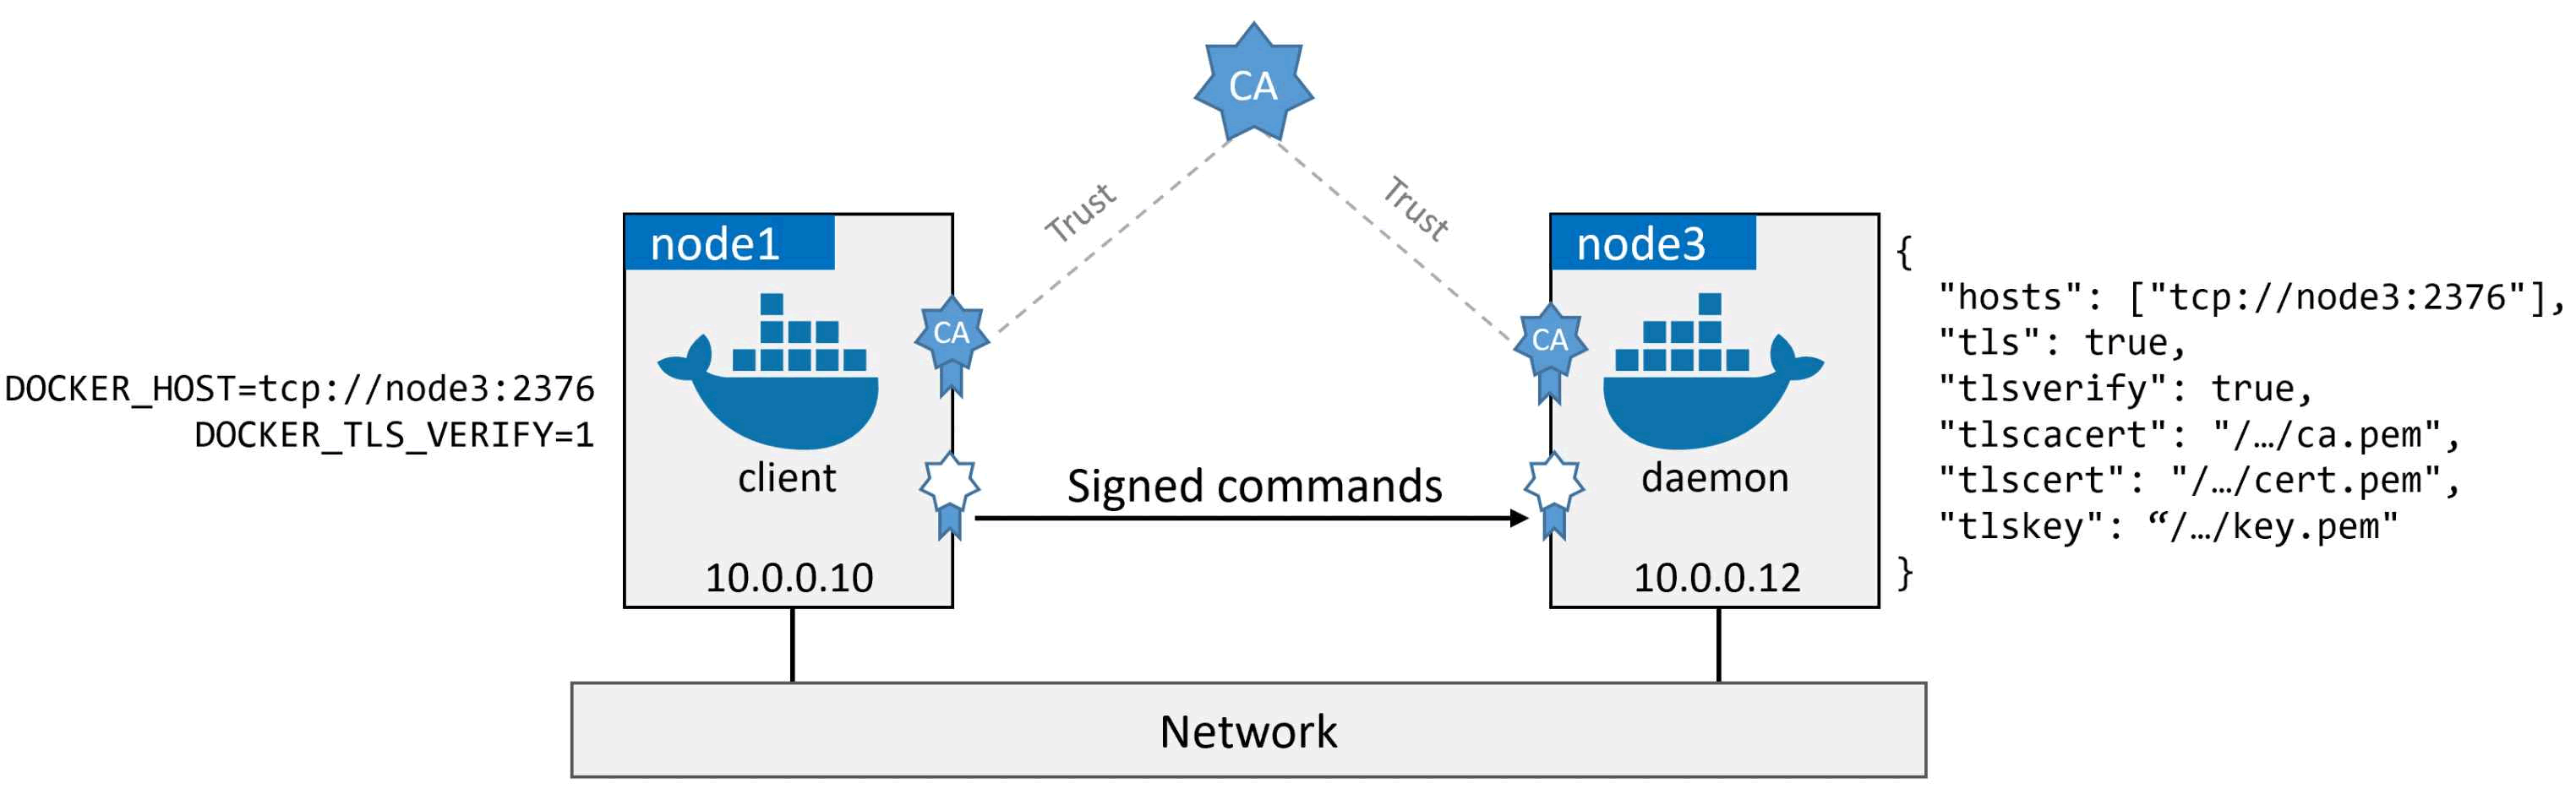 CA
Trust
Trust
node1
CA
client
10.0.0.10
DOCKER_HOST=tcp://node3:2376
DOCKER_TLS_VERIFY=1
Signed commands
node3
CA
daemon
10.0.0.12
{
"hosts": ["tcp://node3:2376"],
"tls": true,
"tlsverify": true,
"tlscacert": "/…/ca.pem",
"tlscert": "/…/cert.pem",
"tlskey": “/…/key.pem"
}
Network